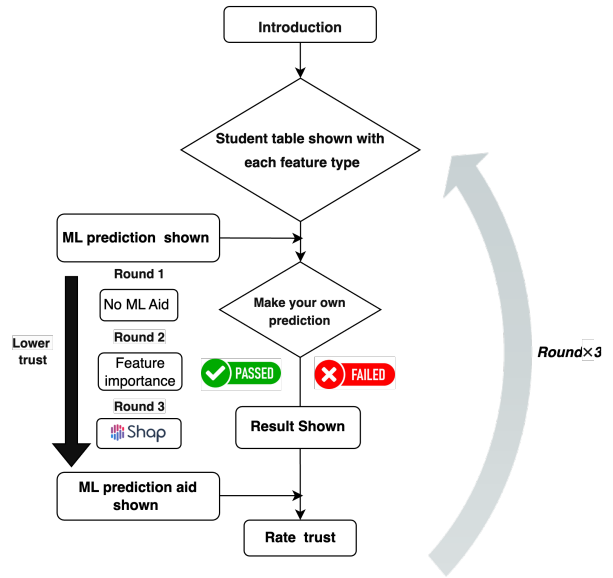 Introduction
Student table shown with
each feature type
ML prediction shown
Round 1
No ML Aid
Make your own
prediction
Round 2
Lower
trust
Feature
importance
PASSED
FAILED
Round×3
Round 3
Shap
Result Shown
ML prediction aid
shown
Rate trust